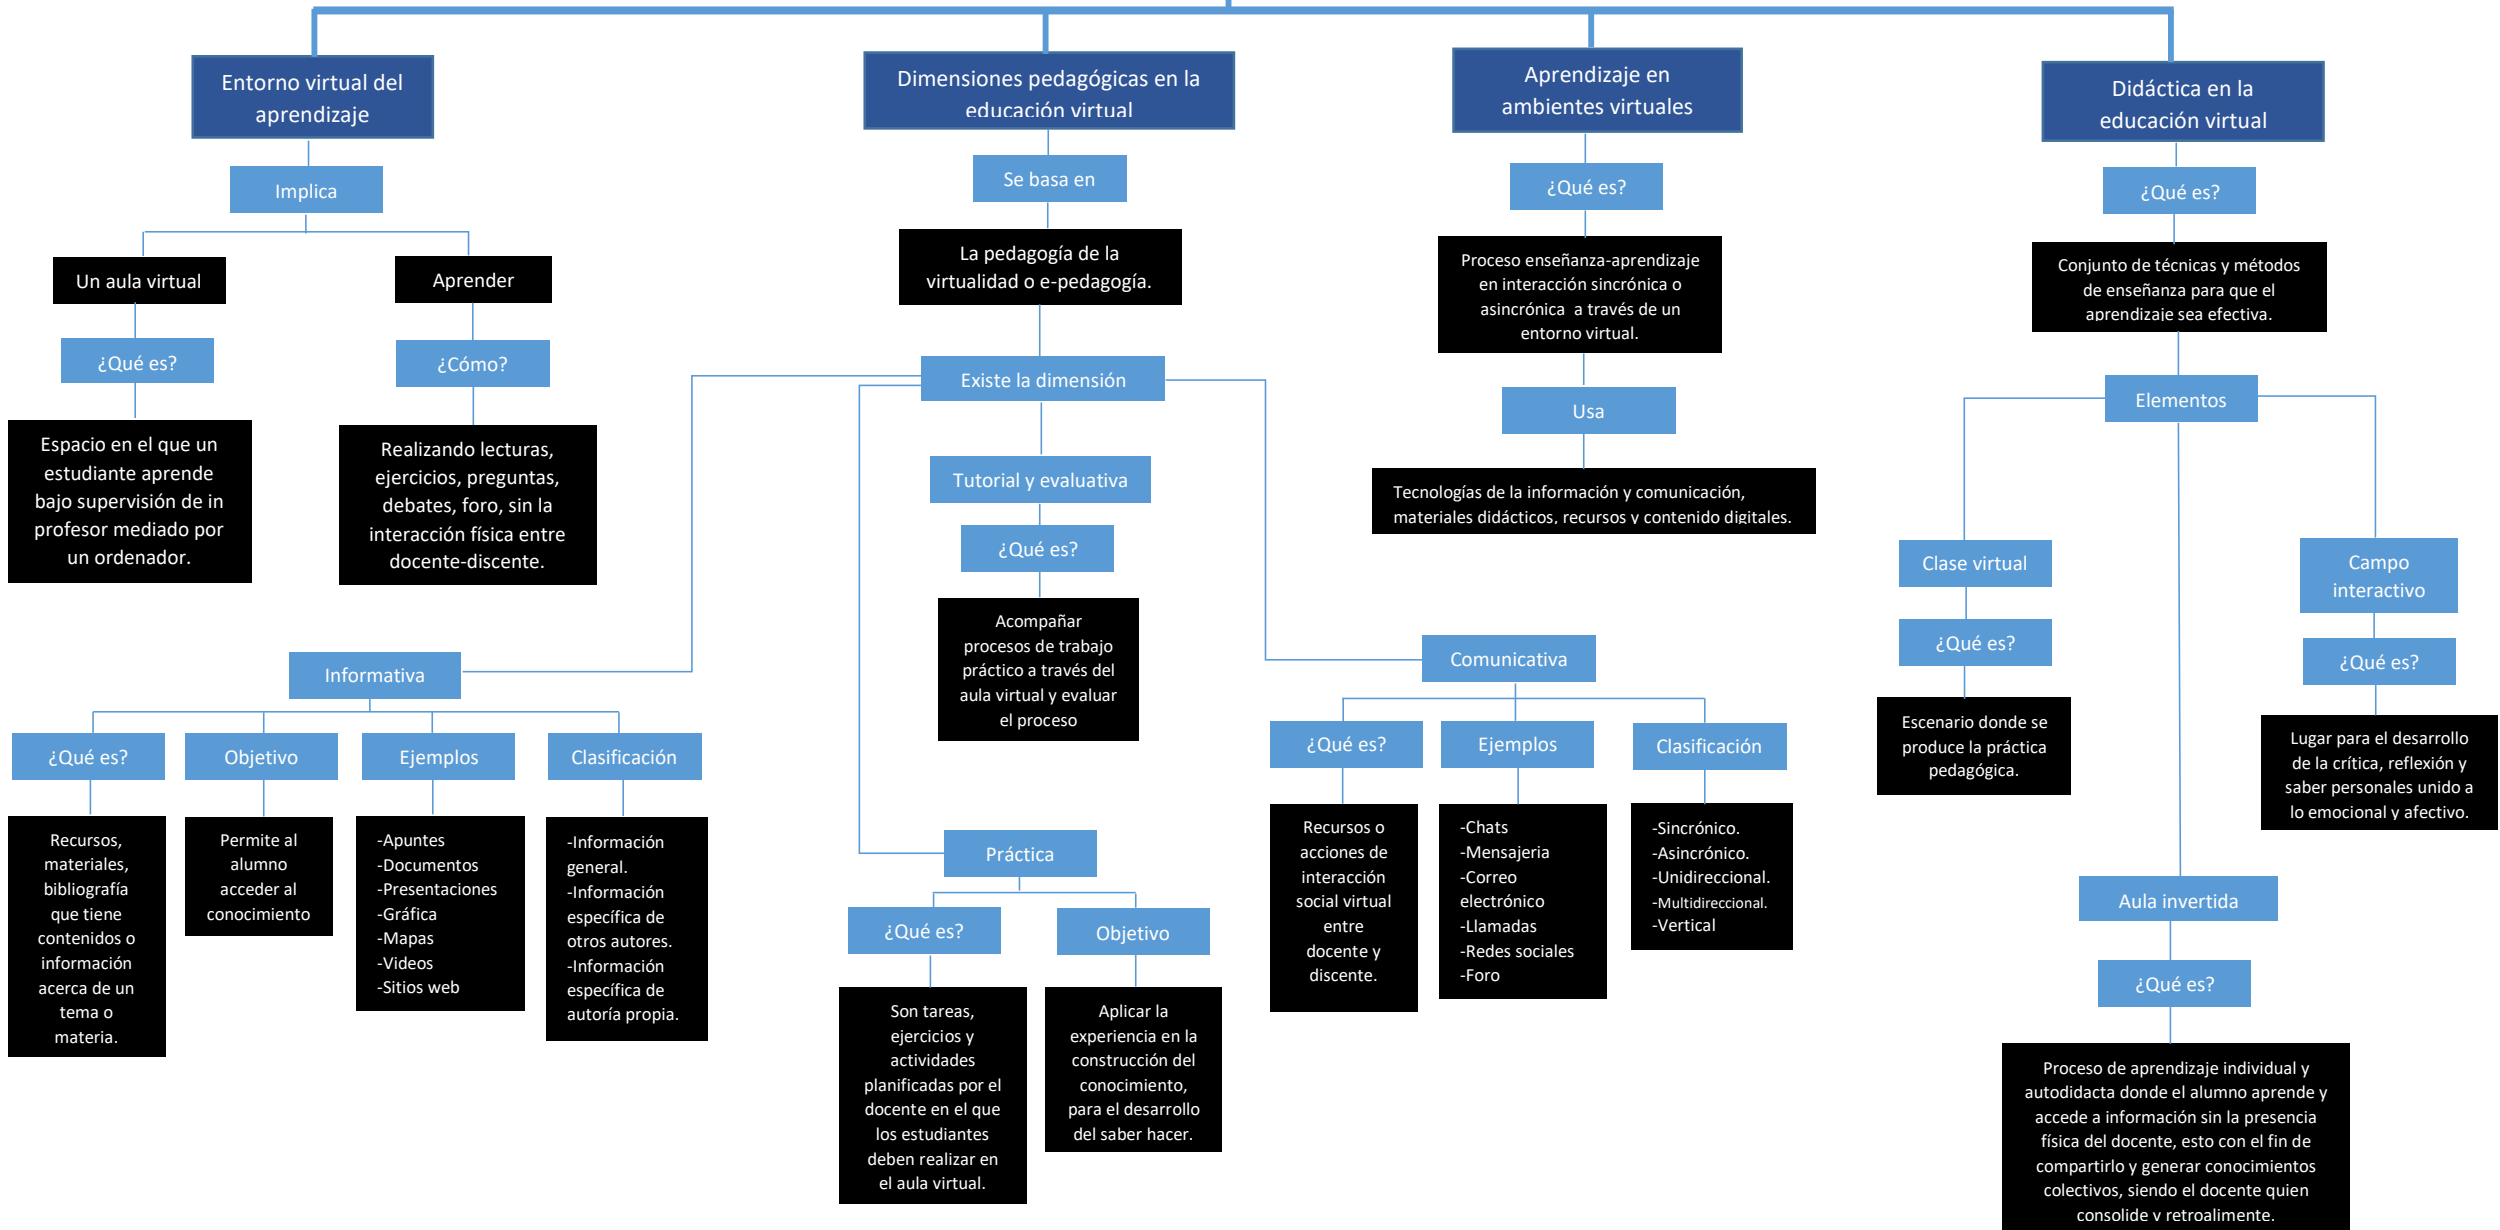 Entorno virtual del
aprendizaje
Implica
Un aula virtual
¿Qué es?
Espacio en el que un
estudiante aprende
bajo supervisión de in
profesor mediado por
un ordenador.
Aprender
¿Cómo?
Realizando lecturas,
ejercicios, preguntas,
debates, foro, sin la
interacción física entre
docente-discente.
Dimensiones pedagógicas en la
educación virtual
Se basa en
La pedagogía de la
virtualidad o e-pedagogía.
Existe la dimensión
Informativa
¿Qué es?
Recursos,
materiales,
bibliografía
que tiene
contenidos o
información
acerca de un
tema o
materia.
Objetivo
Permite al
alumno
acceder al
conocimiento
Ejemplos
-Apuntes
-Documentos
-Presentaciones
-Gráfica
-Mapas
-Videos
-Sitios web
Clasificación
-Información
general.
-Información
específica de
otros autores.
-Información
específica de
autoría propia.
Tutorial y evaluativa
¿Qué es?
Acompañar
procesos de trabajo
práctico a través del
aula virtual y evaluar
el proceso
Práctica
¿Qué es?
Son tareas,
ejercicios y
actividades
planificadas por el
docente en el que
los estudiantes
deben realizar en
el aula virtual.
Objetivo
Aplicar la
experiencia en la
construcción del
conocimiento,
para el desarrollo
del saber hacer.
Comunicativa
¿Qué es?
Recursos o
acciones de
interacción
social virtual
entre
docente y
discente.
Ejemplos
-Chats
-Mensajeria
-Correo
electrónico
-Llamadas
-Redes sociales
-Foro
Clasificación
-Sincrónico.
-Asincrónico.
-Unidireccional.
-Multidireccional.
-Vertical
Aprendizaje en
ambientes virtuales
¿Qué es?
Proceso enseñanza-aprendizaje
en interacción sincrónica o
asincrónica a través de un
entorno virtual.
Usa
Tecnologías de la información y comunicación,
materiales didácticos, recursos y contenido digitales.
Didáctica en la
educación virtual
¿Qué es?
Conjunto de técnicas y métodos
de enseñanza para que el
aprendizaje sea efectiva.
Elementos
Clase virtual
¿Qué es?
Escenario donde se
produce la práctica
pedagógica.
Campo
interactivo
¿Qué es?
Lugar para el desarrollo
de la crítica, reflexión y
saber personales unido a
lo emocional y afectivo.
Aula invertida
¿Qué es?
Proceso de aprendizaje individual y
autodidacta donde el alumno aprende y
accede a información sin la presencia
física del docente, esto con el fin de
compartirlo y generar conocimientos
colectivos, siendo el docente quien
consolide y retroalimente.